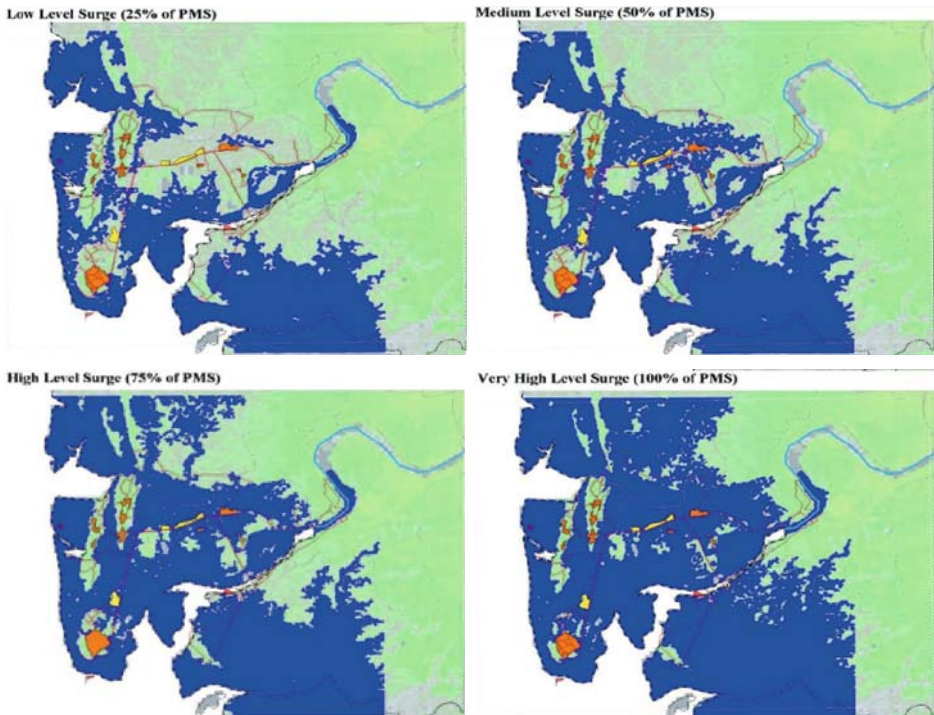 Low Level Surge (25% of PMS)
Medium Level Surge (50% of PMS)
High Level Surge (75% of PMS)
Very High Level Surge (100% of PMS)